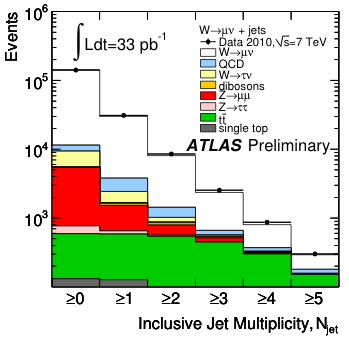 Events
10⁶
10⁵
10⁴
10³
∫Ldt=33 pb⁻¹
W→μν + jets
Data 2010,√s=7 TeV
W→μν
QCD
W→τν
dibosons
Z→μμ
Z→ττ
tt̄
single top
ATLAS Preliminary
≥0 ≥1 ≥2 ≥3 ≥4 ≥5
Inclusive Jet Multiplicity, N_jet